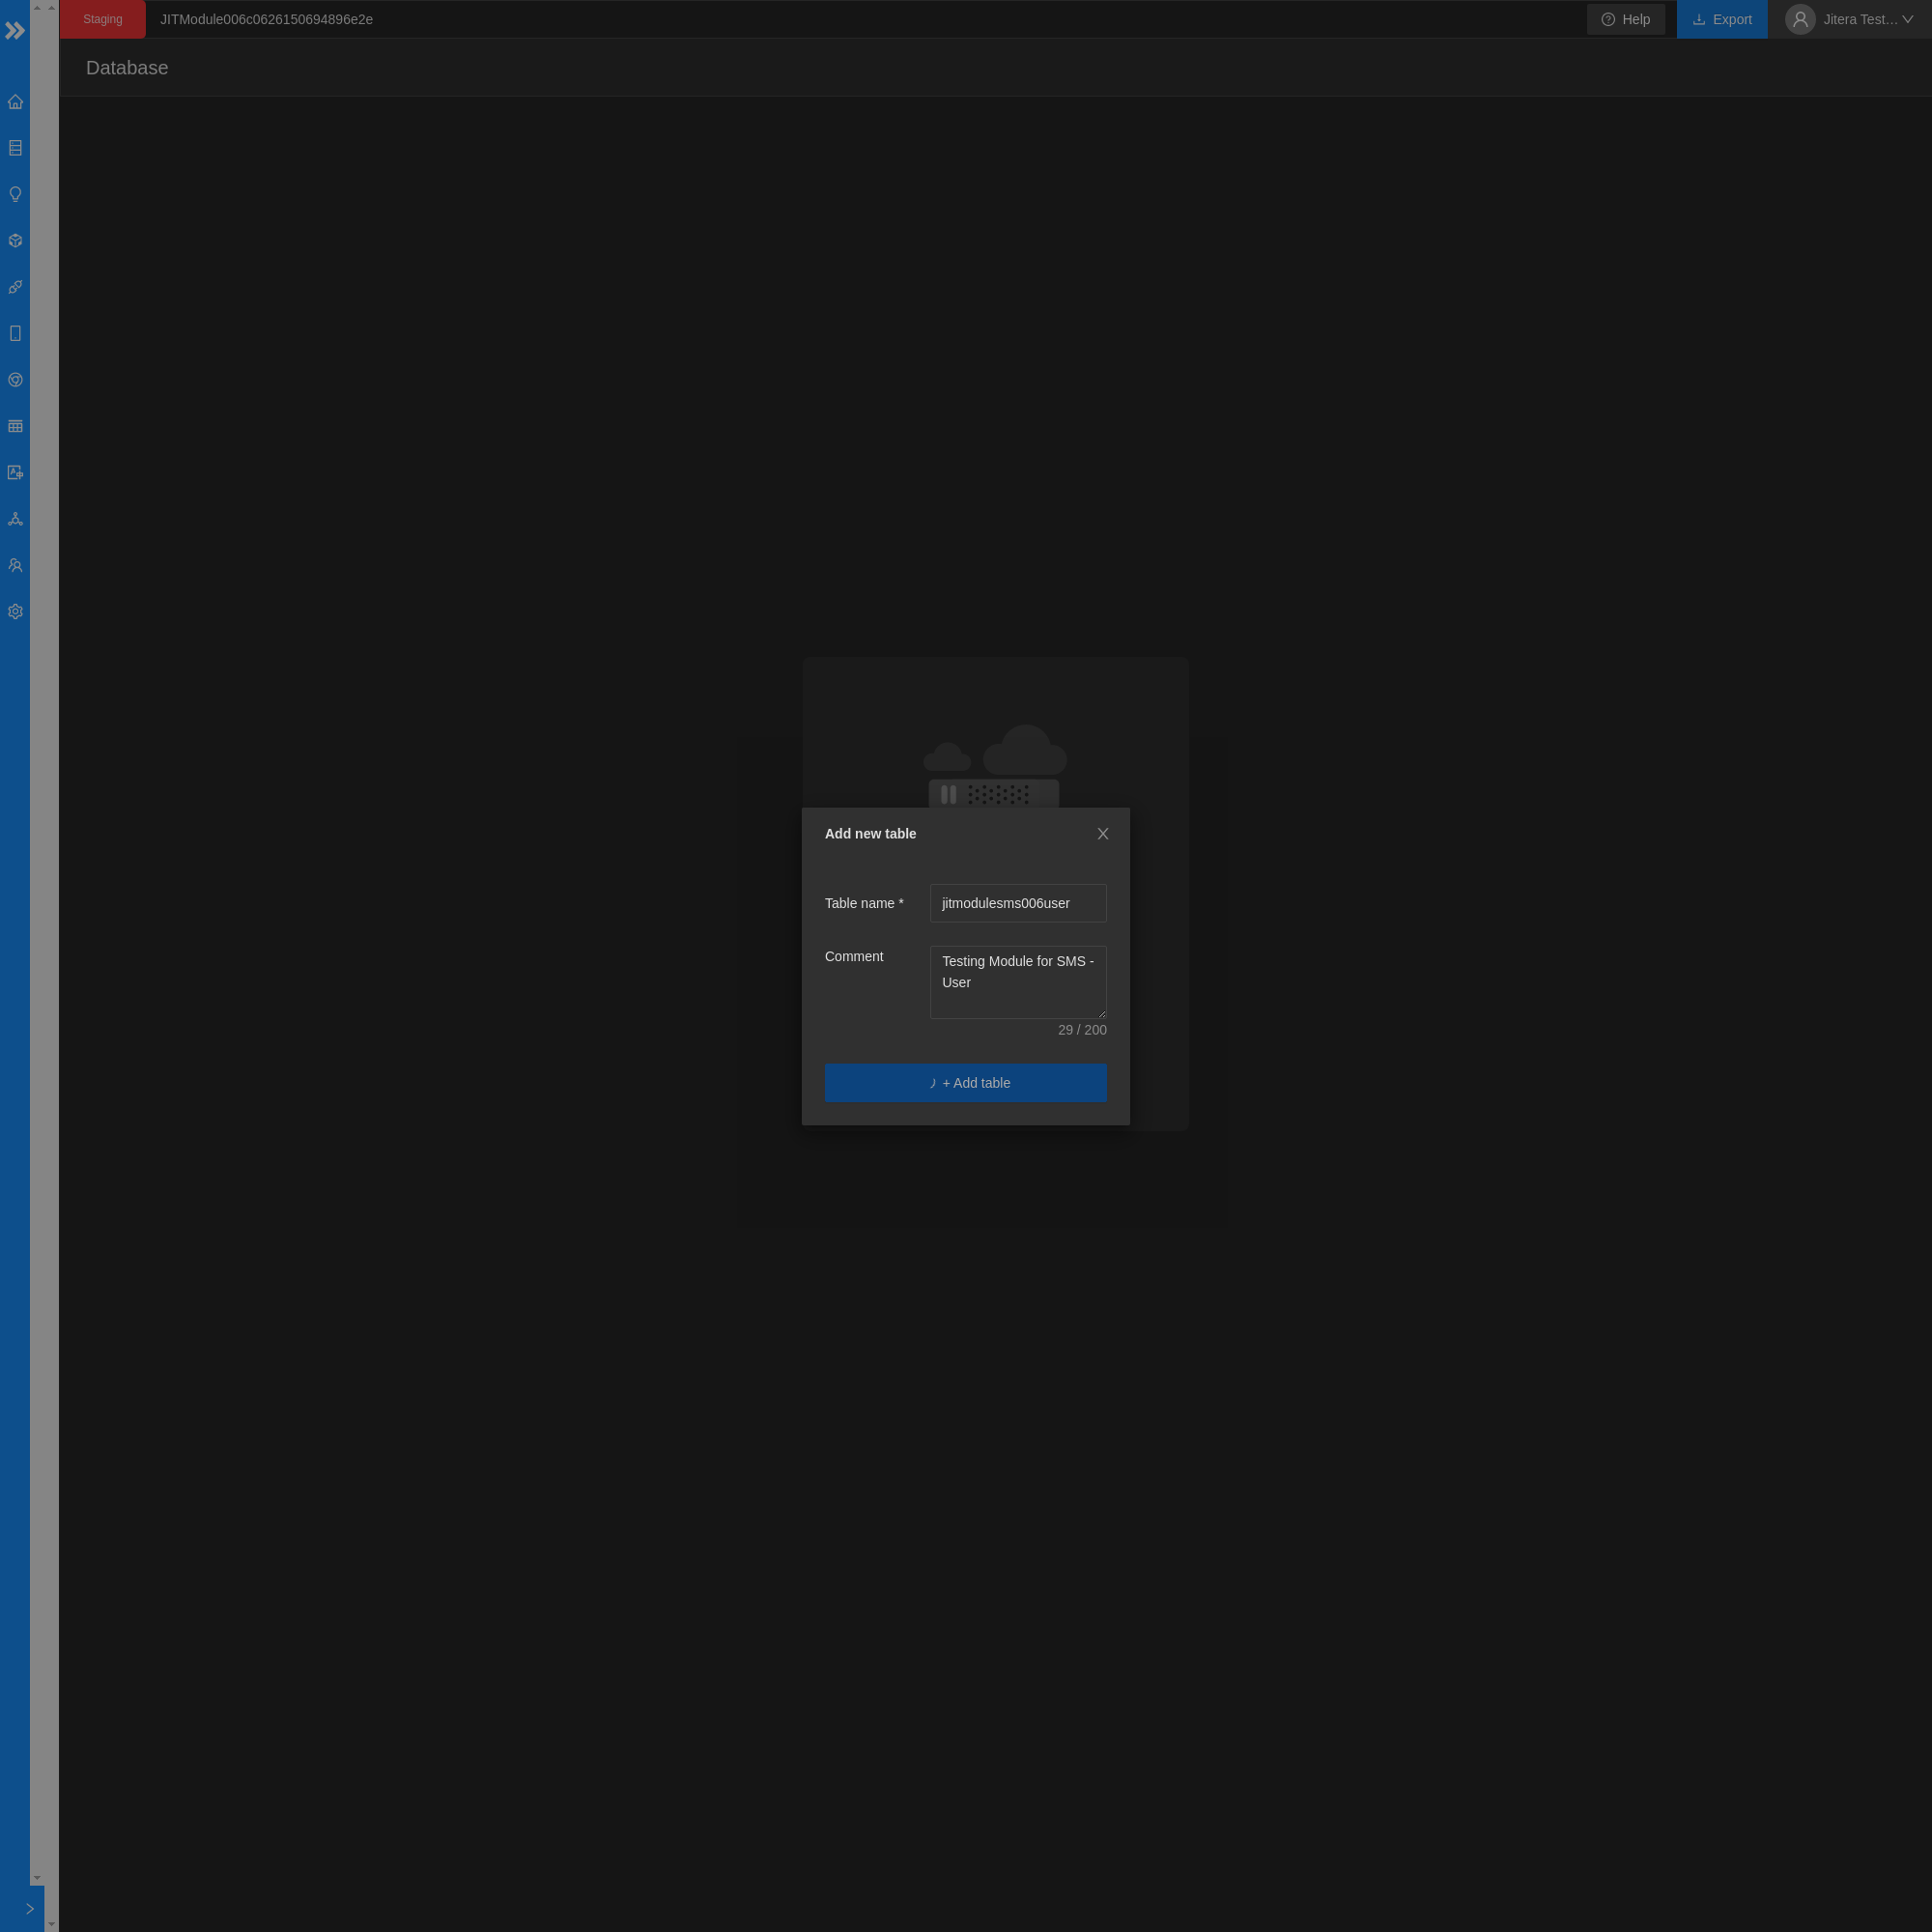 Staging
JITModule006c0626150694896e2e
Help
Export
Jitera Test...
Database
Add new table
Table name *
jitmodulesms006user
Comment
Testing Module for SMS -
User
29 / 200
+ Add table